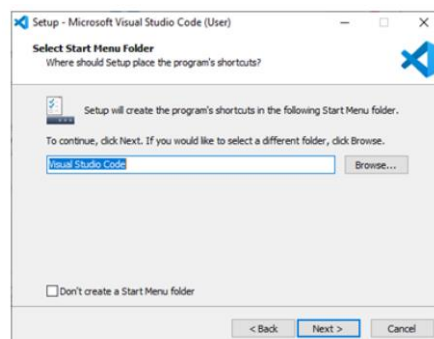 Setup - Microsoft Visual Studio Code (User)
Select Start Menu Folder
Where should Setup place the program's shortcuts?
Setup will create the program's shortcuts in the following Start Menu folder.
To continue, click Next. If you would like to select a different folder, click Browse.
Visual Studio Code
Browse...
Don't create a Start Menu folder
< Back
Next >
Cancel